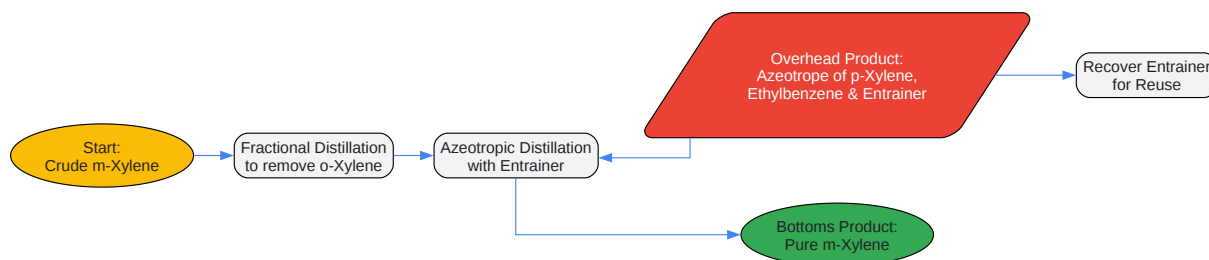 Start:
Crude m-Xylene
Fractional Distillation
to remove o-Xylene
Azeotropic Distillation
with Entrainer
Overhead Product:
Azeotrope of p-Xylene,
Ethylbenzene & Entrainer
Recover Entrainer
for Reuse
Bottoms Product:
Pure m-Xylene